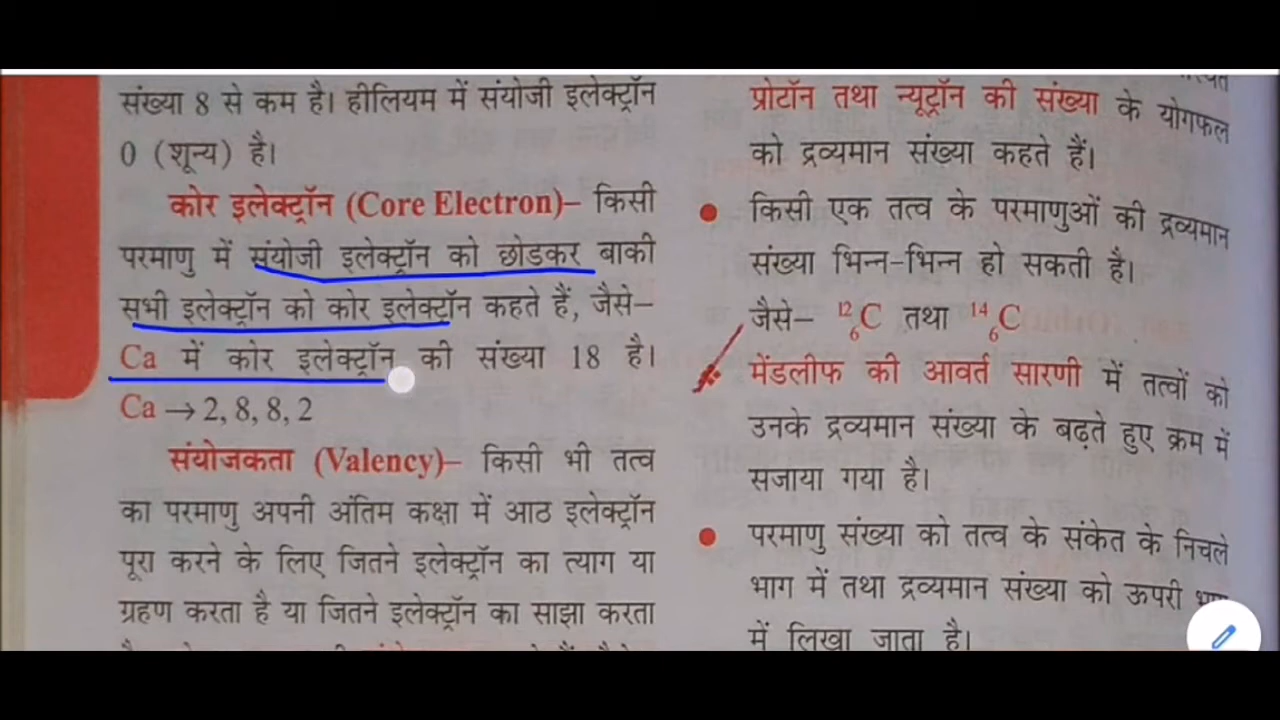 संख्या 8 से कम है। हीलियम में संयोजी इलेक्ट्रॉन
0 (शून्य) है।
कोर इलेक्ट्रॉन (Core Electron)– किसी
परमाणु में संयोजी इलेक्ट्रॉन को छोडकर बाकी
सभी इलेक्ट्रॉन को कोर इलेक्ट्रॉन कहते हैं, जैसे–
Ca में कोर इलेक्ट्रॉन की संख्या 18 है।
Ca → 2, 8, 8, 2
संयोजकता (Valency)– किसी भी तत्व
का परमाणु अपनी अंतिम कक्षा में आठ इलेक्ट्रॉन
पूरा करने के लिए जितने इलेक्ट्रॉन का त्याग या
ग्रहण करता है या जितने इलेक्ट्रॉन का साझा करता
प्रोटॉन तथा न्यूट्रॉन की संख्या के योगफल
को द्रव्यमान संख्या कहते हैं।
• किसी एक तत्व के परमाणुओं की द्रव्यमान
संख्या भिन्न-भिन्न हो सकती है।
जैसे– ¹²₆C तथा ¹⁴₆C
मेंडलीफ की आवर्त सारणी में तत्वों को
उनके द्रव्यमान संख्या के बढ़ते हुए क्रम में
सजाया गया है।
• परमाणु संख्या को तत्व के संकेत के निचले
भाग में तथा द्रव्यमान संख्या को ऊपरी
में लिखा जाता है।